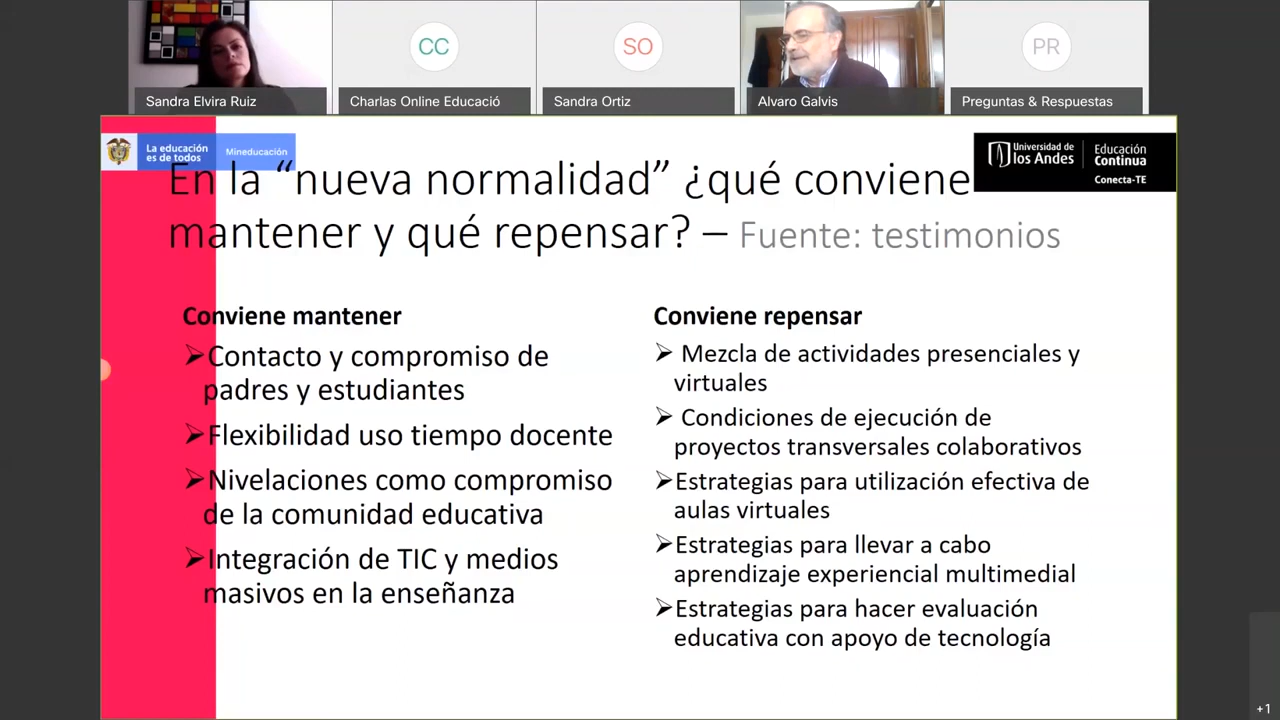 CC
SO
PR
Sandra Elvira Ruiz
Charlas Online Educació
Sandra Ortiz
Alvaro Galvis
Preguntas & Respuestas
La educación
es de todos
Mineducación
Universidad de
los Andes
Educación
Continua
Conecta-TE
En la “nueva normalidad” ¿qué conviene
mantener y qué repensar? – Fuente: testimonios
Conviene mantener
➢Contacto y compromiso de
padres y estudiantes
➢Flexibilidad uso tiempo docente
➢Nivelaciones como compromiso
de la comunidad educativa
➢Integración de TIC y medios
masivos en la enseñanza
Conviene repensar
➢ Mezcla de actividades presenciales y
virtuales
➢ Condiciones de ejecución de
proyectos transversales colaborativos
➢Estrategias para utilización efectiva de
aulas virtuales
➢Estrategias para llevar a cabo
aprendizaje experiencial multimedial
➢Estrategias para hacer evaluación
educativa con apoyo de tecnología
+1